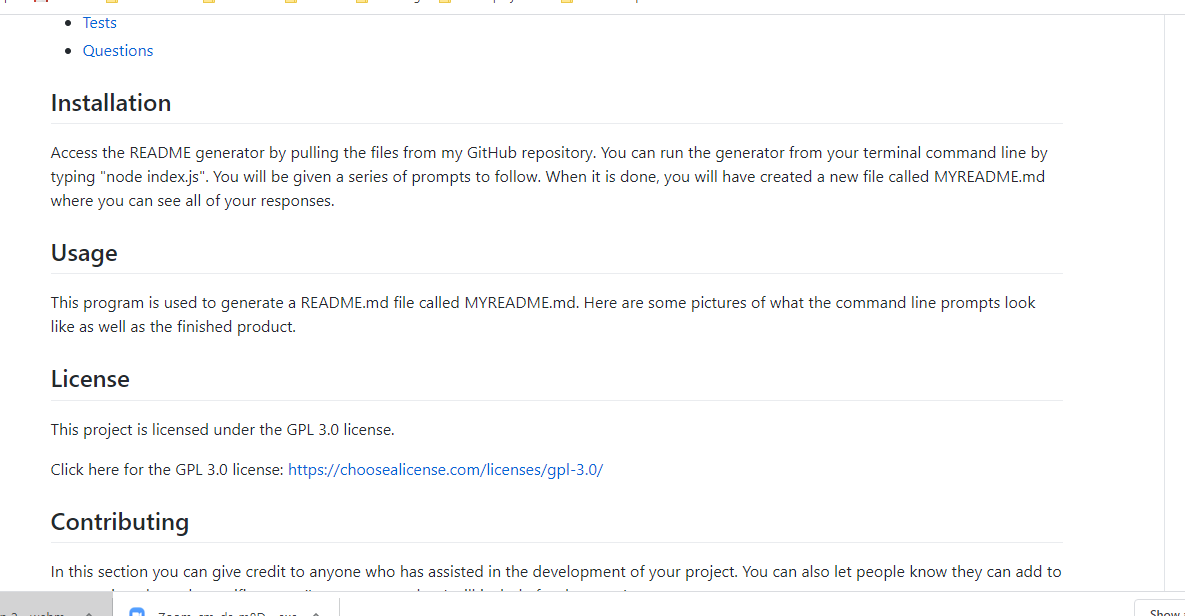 Tests
Questions
Installation
Access the README generator by pulling the files from my GitHub repository. You can run the generator from your terminal command line by
typing "node index.js". You will be given a series of prompts to follow. When it is done, you will have created a new file called MYREADME.md
where you can see all of your responses.
Usage
This program is used to generate a README.md file called MYREADME.md. Here are some pictures of what the command line prompts look
like as well as the finished product.
License
This project is licensed under the GPL 3.0 license.
Click here for the GPL 3.0 license: https://choosealicense.com/licenses/gpl-3.0/
Contributing
In this section you can give credit to anyone who has assisted in the development of your project. You can also let people know they can add to
Show